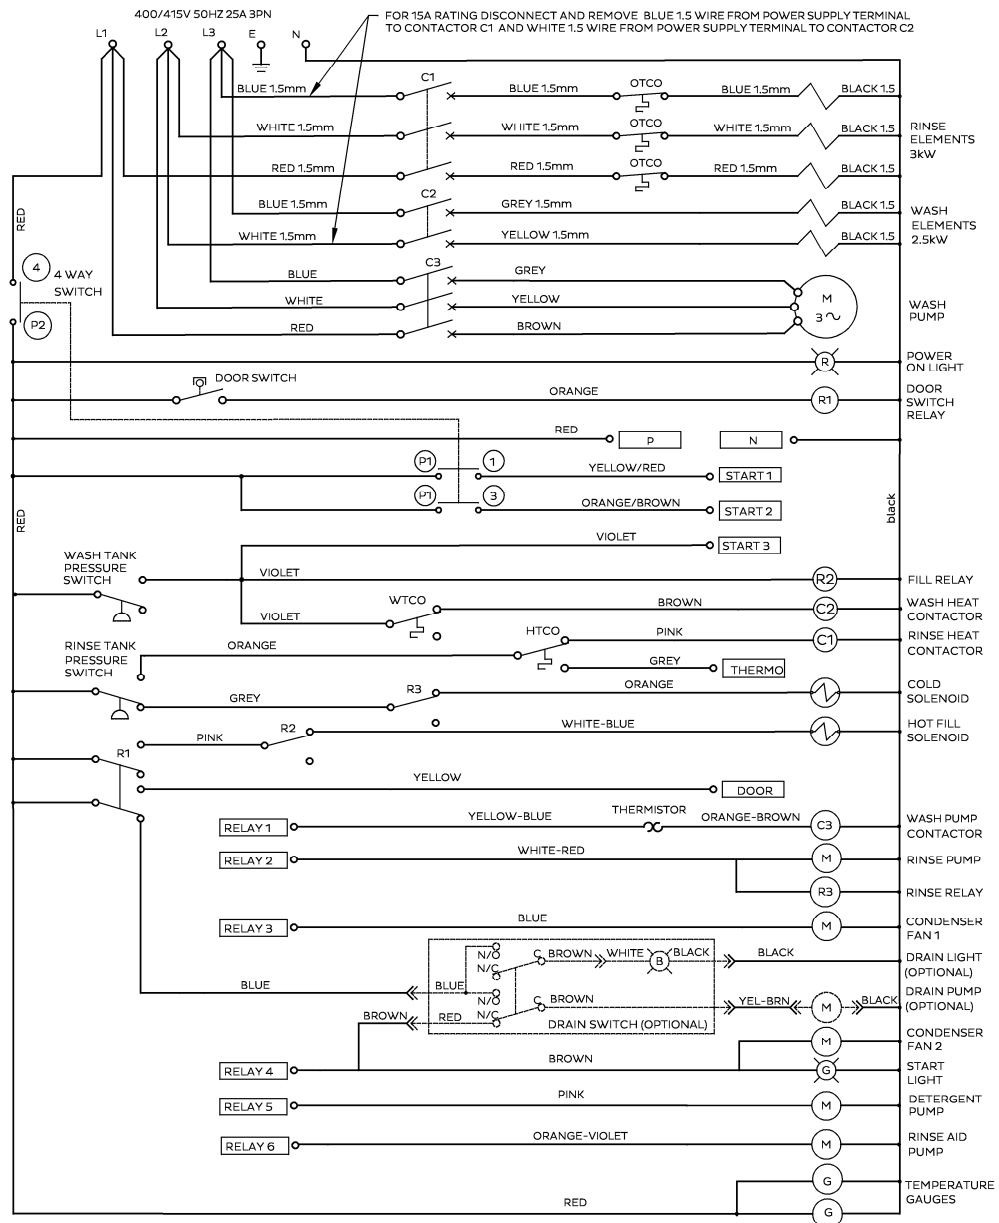 400/415V 50HZ 25A 3PN
FOR 15A RATING DISCONNECT AND REMOVE BLUE 1.5 WIRE FROM POWER SUPPLY TERMINAL
TO CONTACTOR C1 AND WHITE 1.5 WIRE FROM POWER SUPPLY TERMINAL TO CONTACTOR C2
L1 L2 L3 E N
BLUE 1.5mm C1 BLUE 1.5mm OTCO BLUE 1.5mm BLACK 1.5
WHITE 1.5mm WHITE 1.5mm OTCO WHITE 1.5mm BLACK 1.5
RINSE
ELEMENTS
3kW
RED 1.5mm RED 1.5mm OTCO RED 1.5mm BLACK 1.5
BLUE 1.5mm C2 GREY 1.5mm BLACK 1.5
WHITE 1.5mm YELLOW 1.5mm BLACK 1.5
WASH
ELEMENTS
2.5kW
RED
4
4 WAY
SWITCH
P2
BLUE C3 GREY
WHITE YELLOW
RED BROWN
M
3
WASH
PUMP
R
POWER
ON LIGHT
DOOR SWITCH ORANGE R1
DOOR
SWITCH
RELAY
RED P N
P1 1 YELLOW/RED START 1
P1 3 ORANGE/BROWN START 2
RED
black
VIOLET START 3
WASH TANK
PRESSURE
SWITCH
VIOLET R2 FILL RELAY
VIOLET WTCO BROWN C2
WASH HEAT
CONTACTOR
RINSE TANK
PRESSURE
SWITCH
ORANGE HTCO PINK C1
RINSE HEAT
CONTACTOR
GREY THERMO
GREY R3 ORANGE
COLD
SOLENOID
PINK R2 WHITE-BLUE
HOT FILL
SOLENOID
R1
YELLOW DOOR
RELAY 1 YELLOW-BLUE THERMISTOR ORANGE-BROWN C3
WASH PUMP
CONTACTOR
RELAY 2 WHITE-RED M RINSE PUMP
R3 RINSE RELAY
RELAY 3 BLUE M
CONDENSER
FAN 1
N/O
N/C
C BROWN WHITE B BLACK BLACK
DRAIN LIGHT
(OPTIONAL)
BLUE BLUE
N/O
N/C
C BROWN YEL-BRN M BLACK
DRAIN PUMP
(OPTIONAL)
BROWN RED DRAIN SWITCH (OPTIONAL)
M
CONDENSER
FAN 2
RELAY 4 BROWN G
START
LIGHT
RELAY 5 PINK M
DETERGENT
PUMP
RELAY 6 ORANGE-VIOLET M
RINSE AID
PUMP
G
TEMPERATURE
GAUGES
RED G